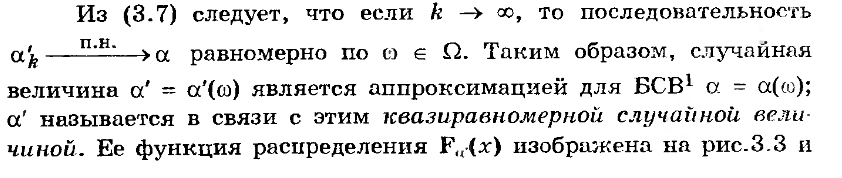 Из (3.7) следует, что если k → ∞, то последовательность
α′ₖ —п.н.→ α равномерно по ω ∈ Ω. Таким образом, случайная
величина α′ = α′(ω) является аппроксимацией для БСВ¹ α = α(ω);
α′ называется в связи с этим квазиравномерной случайной вели-
чиной. Ее функция распределения F_α′(x) изображена на рис.3.3 и